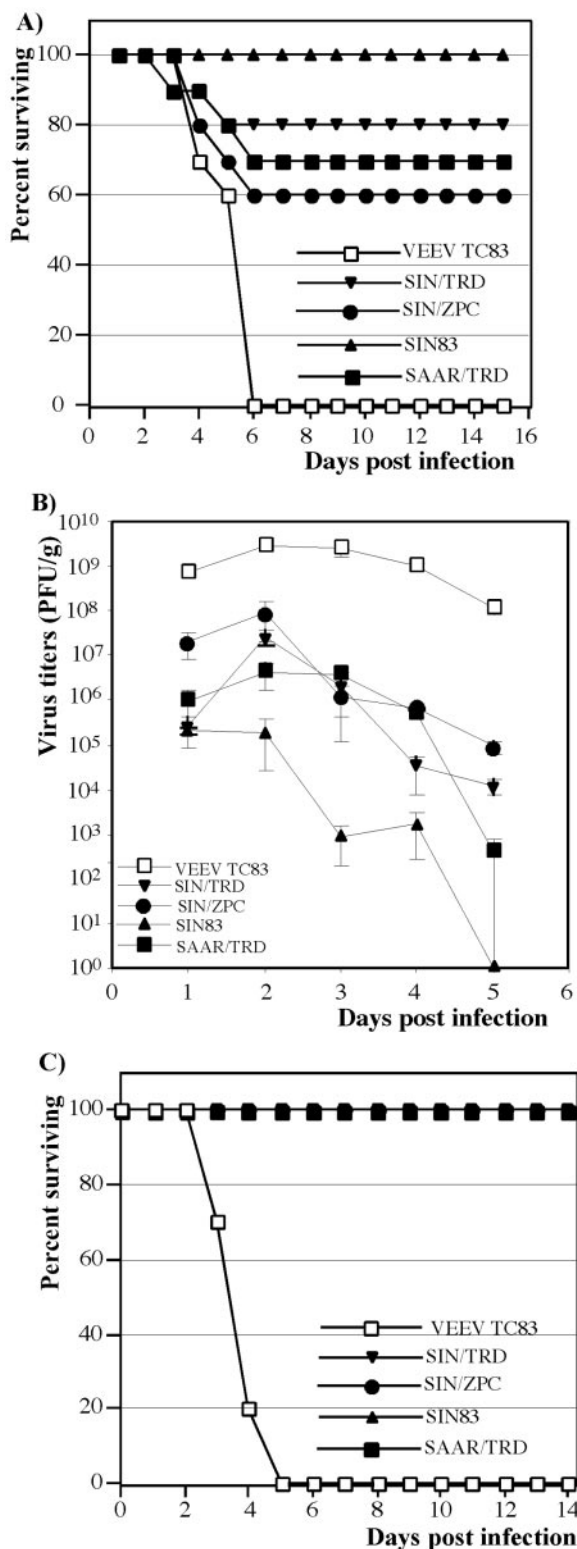 A)
Percent surviving
100
80
60
40
20
0
VEEV TC83
SIN/TRD
SIN/ZPC
SIN83
SAAR/TRD
0 2 4 6 8 10 12 14 16
Days post infection
B)
Virus titers (PFU/g)
10^10
10^9
10^8
10^7
10^6
10^5
10^4
10^3
10^2
10^1
10^0
VEEV TC83
SIN/TRD
SIN/ZPC
SIN83
SAAR/TRD
0 1 2 3 4 5 6
Days post infection
C)
Percent surviving
100
80
60
40
20
0
VEEV TC83
SIN/TRD
SIN/ZPC
SIN83
SAAR/TRD
0 2 4 6 8 10 12 14
Days post infection